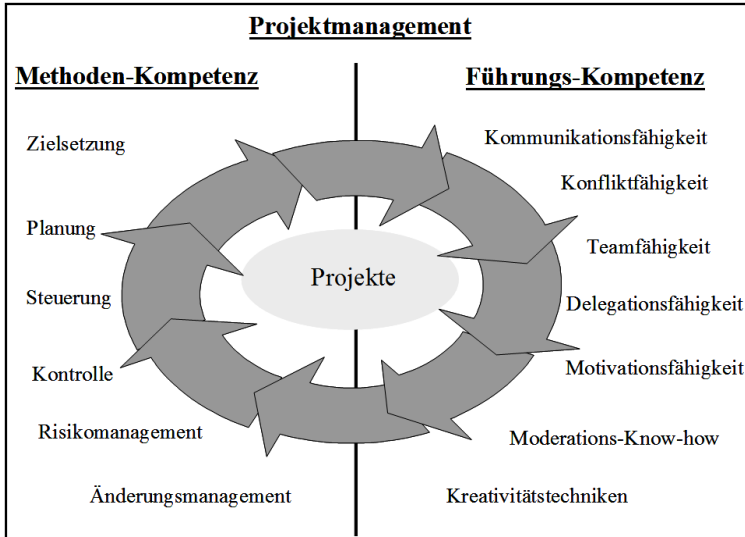 Projektmanagement
Methoden-Kompetenz
Zielsetzung
Planung
Steuerung
Kontrolle
Risikomanagement
Änderungsmanagement
Projekte
Führungs-Kompetenz
Kommunikationsfähigkeit
Konfliktfähigkeit
Teamfähigkeit
Delegationsfähigkeit
Motivationsfähigkeit
Moderations-Know-how
Kreativitätstechniken